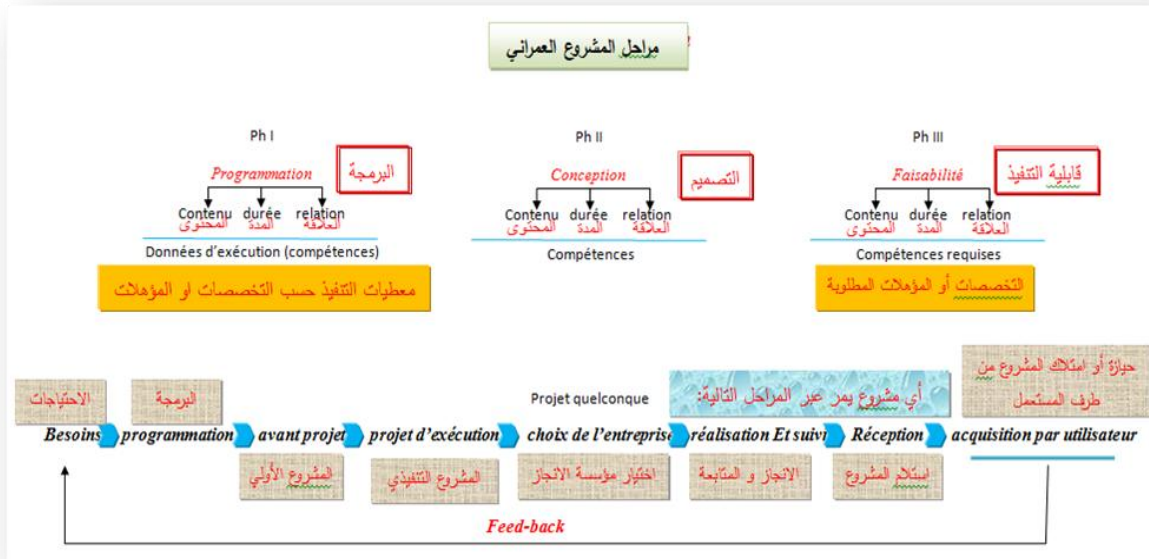 مراحل المشروع العمراني
Ph I
Programmation
البرمجة
Contenu durée relation
المحتوى المدة العلاقة
Données d'exécution (compétences)
معطيات التنفيذ حسب التخصصات او المؤهلات
Ph II
Conception
التصميم
Contenu durée relation
المحتوى المدة العلاقة
Compétences
Ph III
Faisabilité
قابلية التنفيذ
Contenu durée relation
المحتوى المدة العلاقة
Compétences requises
التخصصات أو المؤهلات المطلوبة
Projet quelconque
أي مشروع يمر عبر المراحل التالية:
حيازة أو امتلاك المشروع من
طرف المستعمل
الاحتياجات
البرمجة
Besoins programmation avant projet projet d'exécution choix de l'entreprise réalisation Et suivi Réception acquisition par utilisateur
المشروع الأولي
المشروع التنفيذي
اختيار مؤسسة الانجاز
الانجاز و المتابعة
استلام المشروع
Feed-back